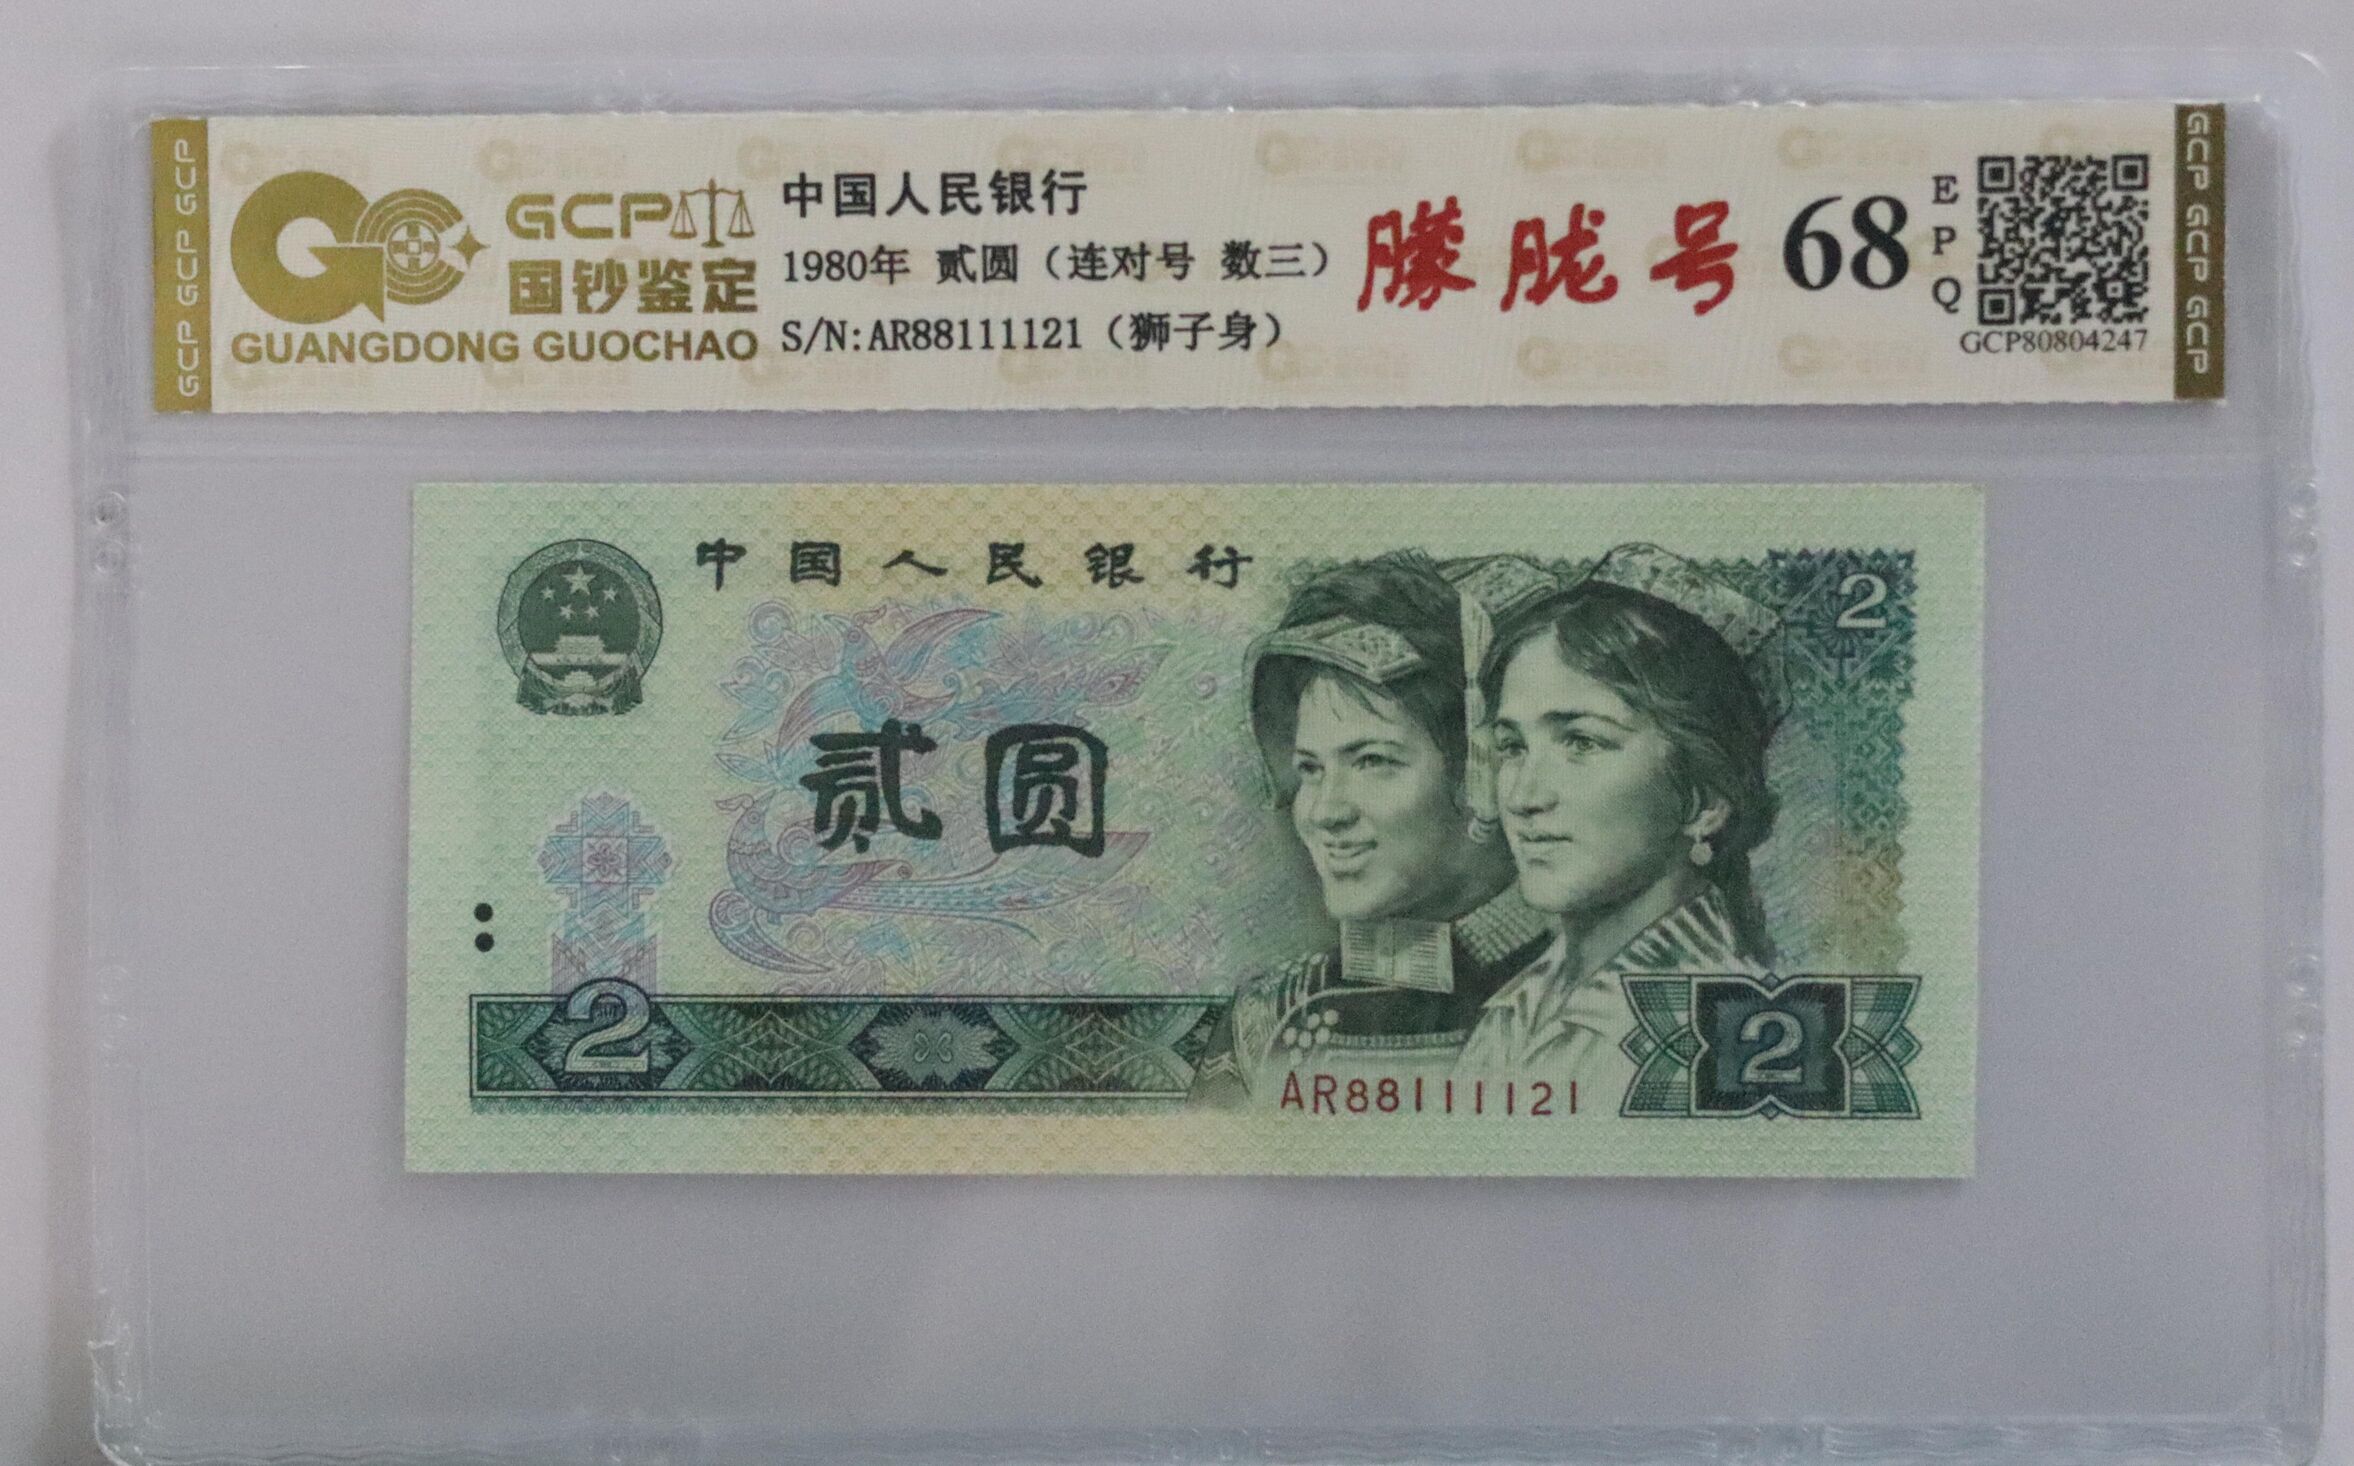 GCP GCP GCP
GCP
国钞鉴定
GUANGDONG GUOCHAO
中国人民银行
1980年 贰圆（连对号 数三）
S/N:AR88111121（狮子身）
朦胧号
68
EPQ
GCP80804247
GCP GCP GCP
中国人民银行
2
贰圆
2
2
AR88111121